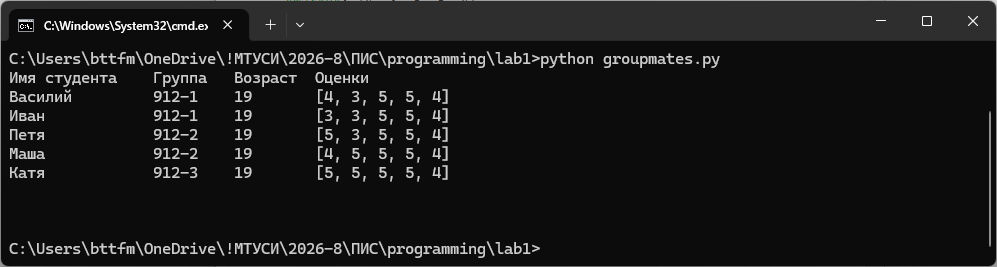 C:\Windows\System32\cmd.ex
C:\Users\bttfm\OneDrive\!МТУСИ\2026-8\ПИС\programming\lab1>python groupmates.py
Имя студента    Группа   Возраст  Оценки
Василий         912-1    19       [4, 3, 5, 5, 4]
Иван            912-1    19       [3, 3, 5, 5, 4]
Петя            912-2    19       [5, 3, 5, 5, 4]
Маша            912-2    19       [4, 5, 5, 5, 4]
Катя            912-3    19       [5, 5, 5, 5, 4]
C:\Users\bttfm\OneDrive\!МТУСИ\2026-8\ПИС\programming\lab1>